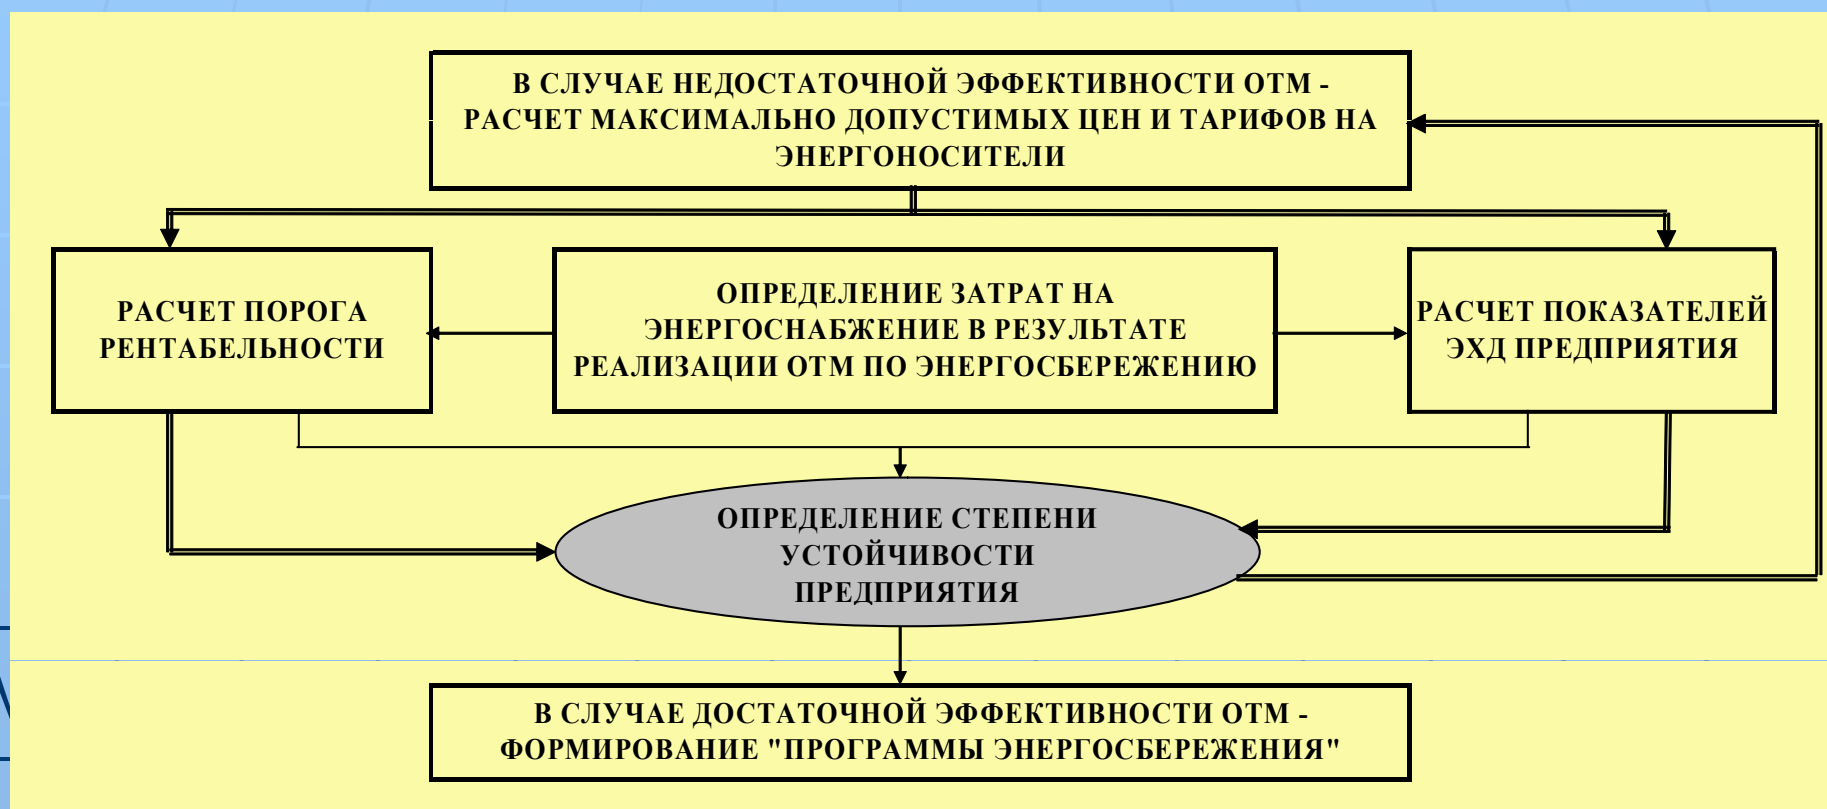 В СЛУЧАЕ НЕДОСТАТОЧНОЙ ЭФФЕКТИВНОСТИ ОТМ -
РАСЧЕТ МАКСИМАЛЬНО ДОПУСТИМЫХ ЦЕН И ТАРИФОВ НА
ЭНЕРГОНОСИТЕЛИ
РАСЧЕТ ПОРОГА
РЕНТАБЕЛЬНОСТИ
ОПРЕДЕЛЕНИЕ ЗАТРАТ НА
ЭНЕРГОСНАБЖЕНИЕ В РЕЗУЛЬТАТЕ
РЕАЛИЗАЦИИ ОТМ ПО ЭНЕРГОСБЕРЕЖЕНИЮ
РАСЧЕТ ПОКАЗАТЕЛЕЙ
ЭХД ПРЕДПРИЯТИЯ
ОПРЕДЕЛЕНИЕ СТЕПЕНИ
УСТОЙЧИВОСТИ
ПРЕДПРИЯТИЯ
В СЛУЧАЕ ДОСТАТОЧНОЙ ЭФФЕКТИВНОСТИ ОТМ -
ФОРМИРОВАНИЕ "ПРОГРАММЫ ЭНЕРГОСБЕРЕЖЕНИЯ"